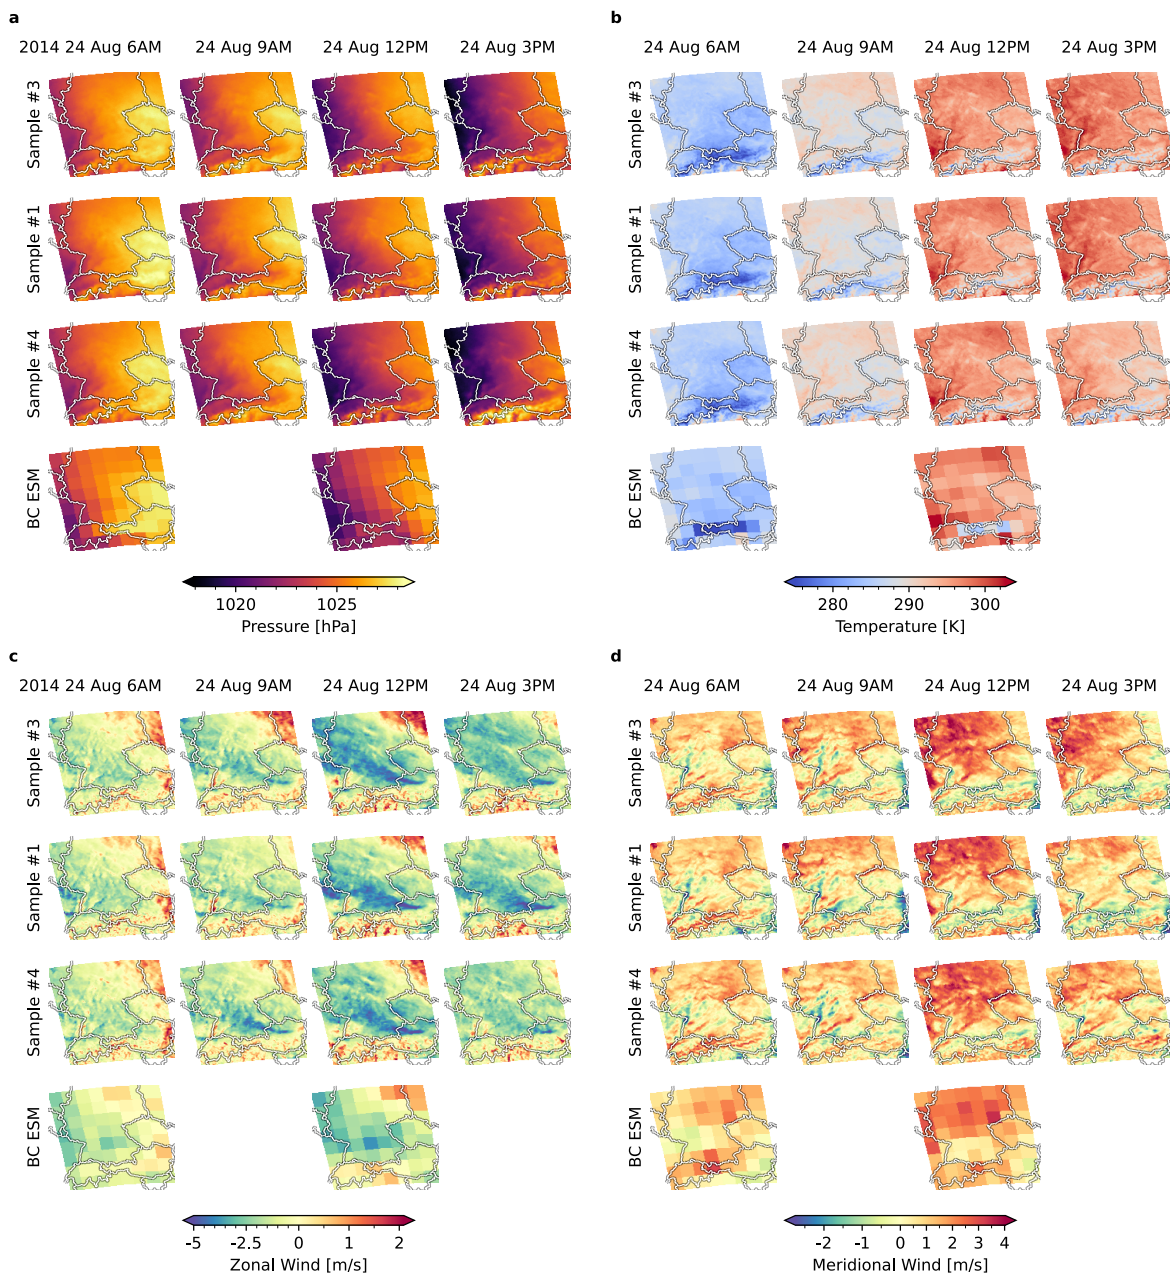 a
2014 24 Aug 6AM 24 Aug 9AM 24 Aug 12PM 24 Aug 3PM
Sample #3
Sample #1
Sample #4
BC ESM
1020 1025
Pressure [hPa]
b
24 Aug 6AM 24 Aug 9AM 24 Aug 12PM 24 Aug 3PM
Sample #3
Sample #1
Sample #4
BC ESM
280 290 300
Temperature [K]
c
2014 24 Aug 6AM 24 Aug 9AM 24 Aug 12PM 24 Aug 3PM
Sample #3
Sample #1
Sample #4
BC ESM
-5 -2.5 0 1 2
Zonal Wind [m/s]
d
24 Aug 6AM 24 Aug 9AM 24 Aug 12PM 24 Aug 3PM
Sample #3
Sample #1
Sample #4
BC ESM
-2 0 1 2 3 4
Meridional Wind [m/s]